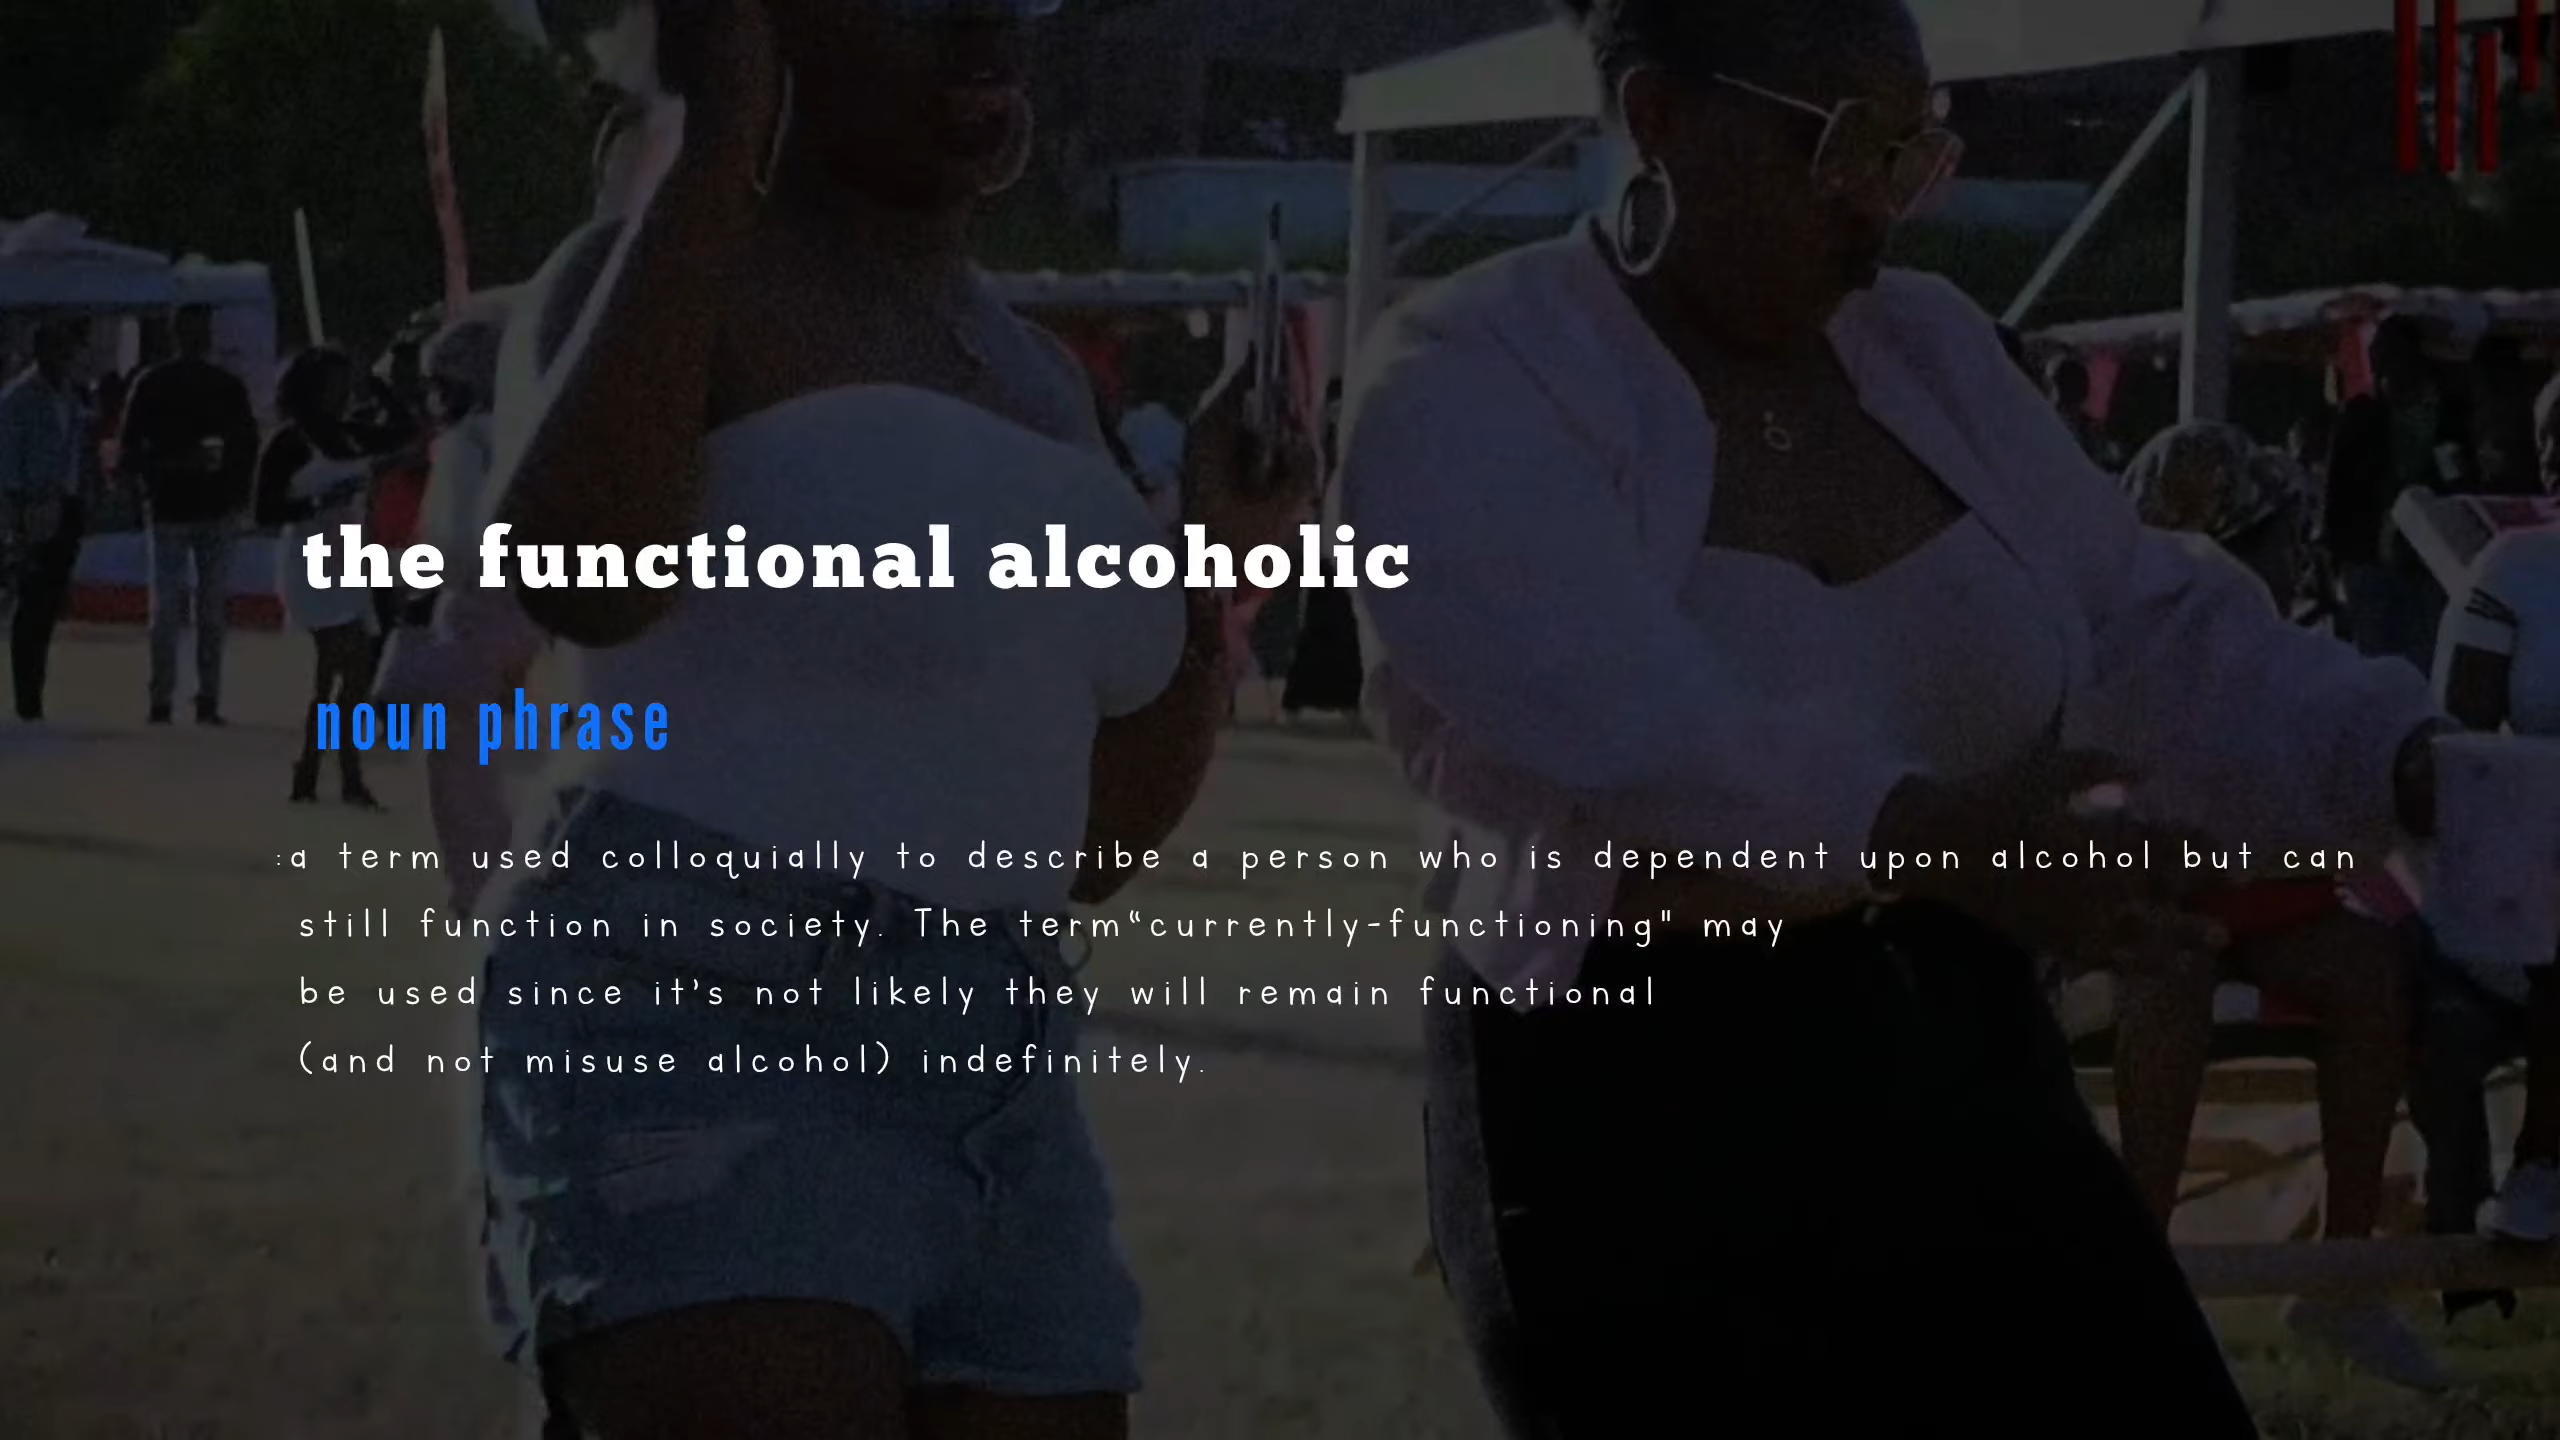 the functional alcoholic
noun phrase
:a term used colloquially to describe a person who is dependent upon alcohol but can
still function in society. The term“currently-functioning" may
be used since it's not likely they will remain functional
(and not misuse alcohol) indefinitely.